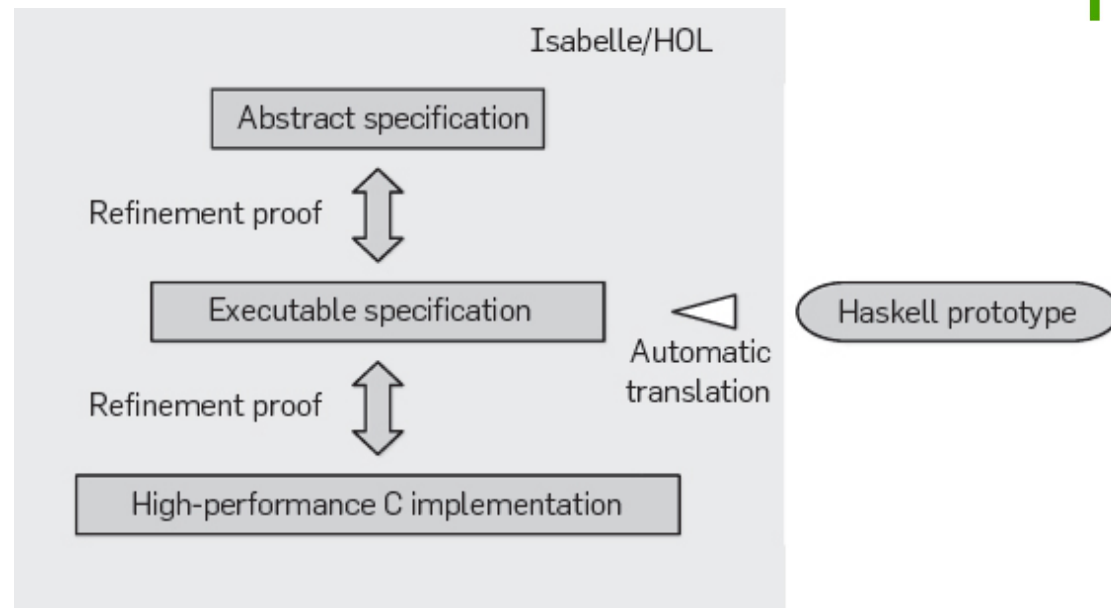 Isabelle/HOL
Abstract specification
Refinement proof
Executable specification
Haskell prototype
Automatic
translation
Refinement proof
High-performance C implementation